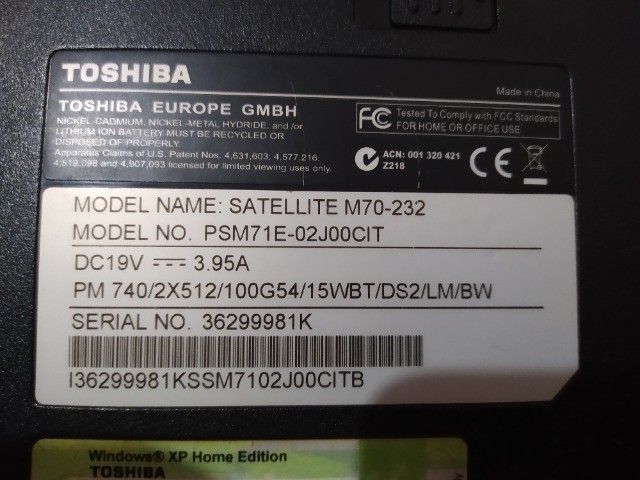 TOSHIBA
Made in China
TOSHIBA EUROPE GMBH
NICKEL-CADMIUM, NICKEL-METAL HYDRIDE, and /or
LITHIUM ION BATTERY MUST BE RECYCLED OR
DISPOSED OF PROPERLY.
Apparatus Claims of U.S. Patent Nos. 4,631,603; 4,577,216;
4,819,098 and 4,907,093 licensed for limited viewing uses only.
FC Tested To Comply with FCC Standards
FOR HOME OR OFFICE USE
ACN: 001 320 421
Z218
CE
MODEL NAME: SATELLITE M70-232
MODEL NO. PSM71E-02J00CIT
DC19V 3.95A
PM 740/2X512/100G54/15WBT/DS2/LM/BW
SERIAL NO. 36299981K
I36299981KSSM7102J00CITB
Windows® XP Home Edition
TOSHIBA